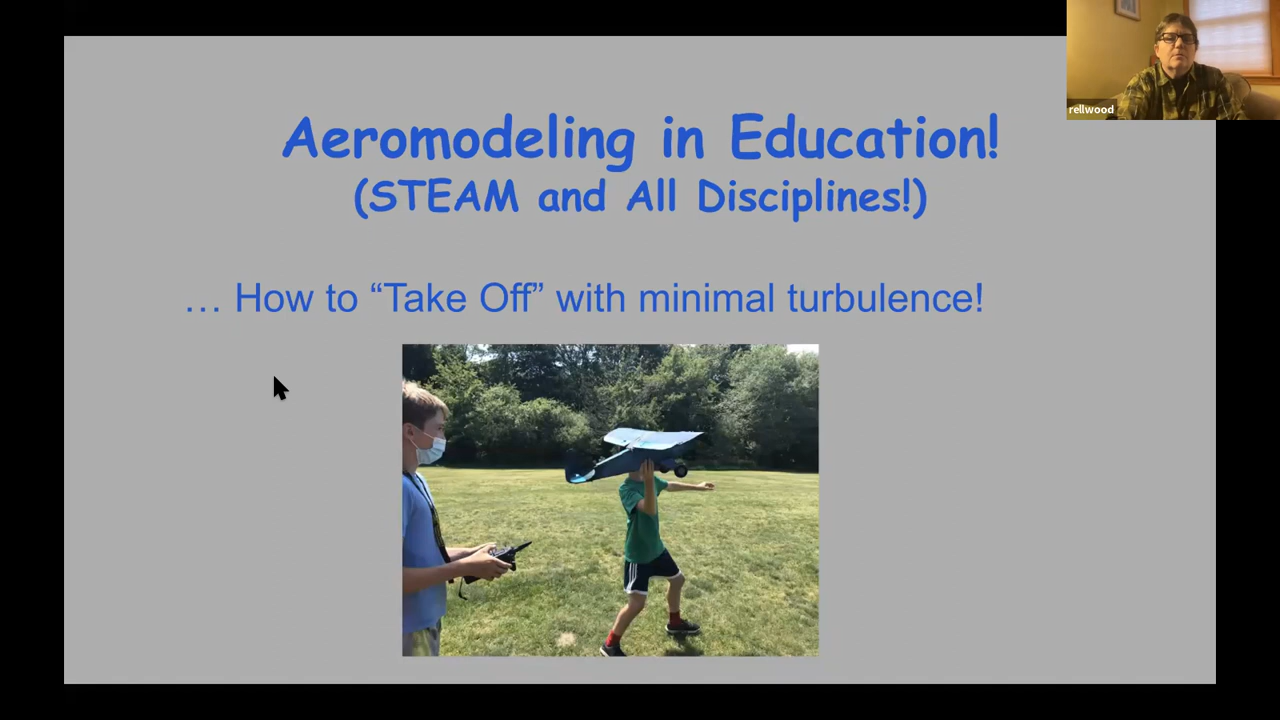 Aeromodeling in Education!
(STEAM and All Disciplines!)
… How to “Take Off” with minimal turbulence!
rellwood